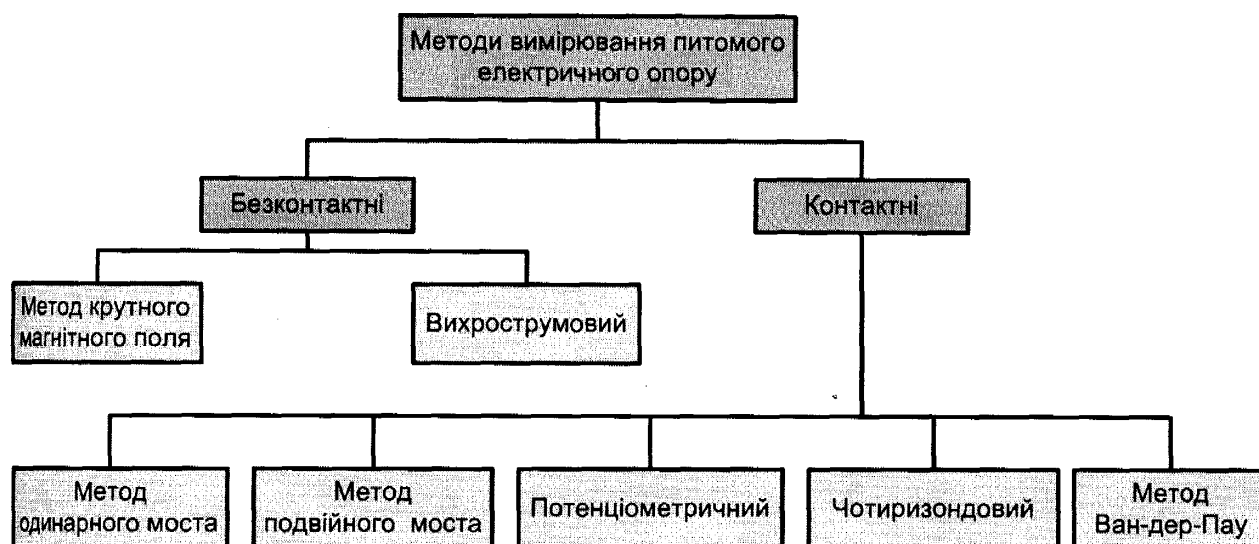 Методи вимірювання питомого
електричного опору
Безконтактні
Контактні
Метод крутного
магнітного поля
Вихрострумовий
Метод
одинарного моста
Метод
подвійного моста
Потенціометричний
Чотиризондовий
Метод
Ван-дер-Пау